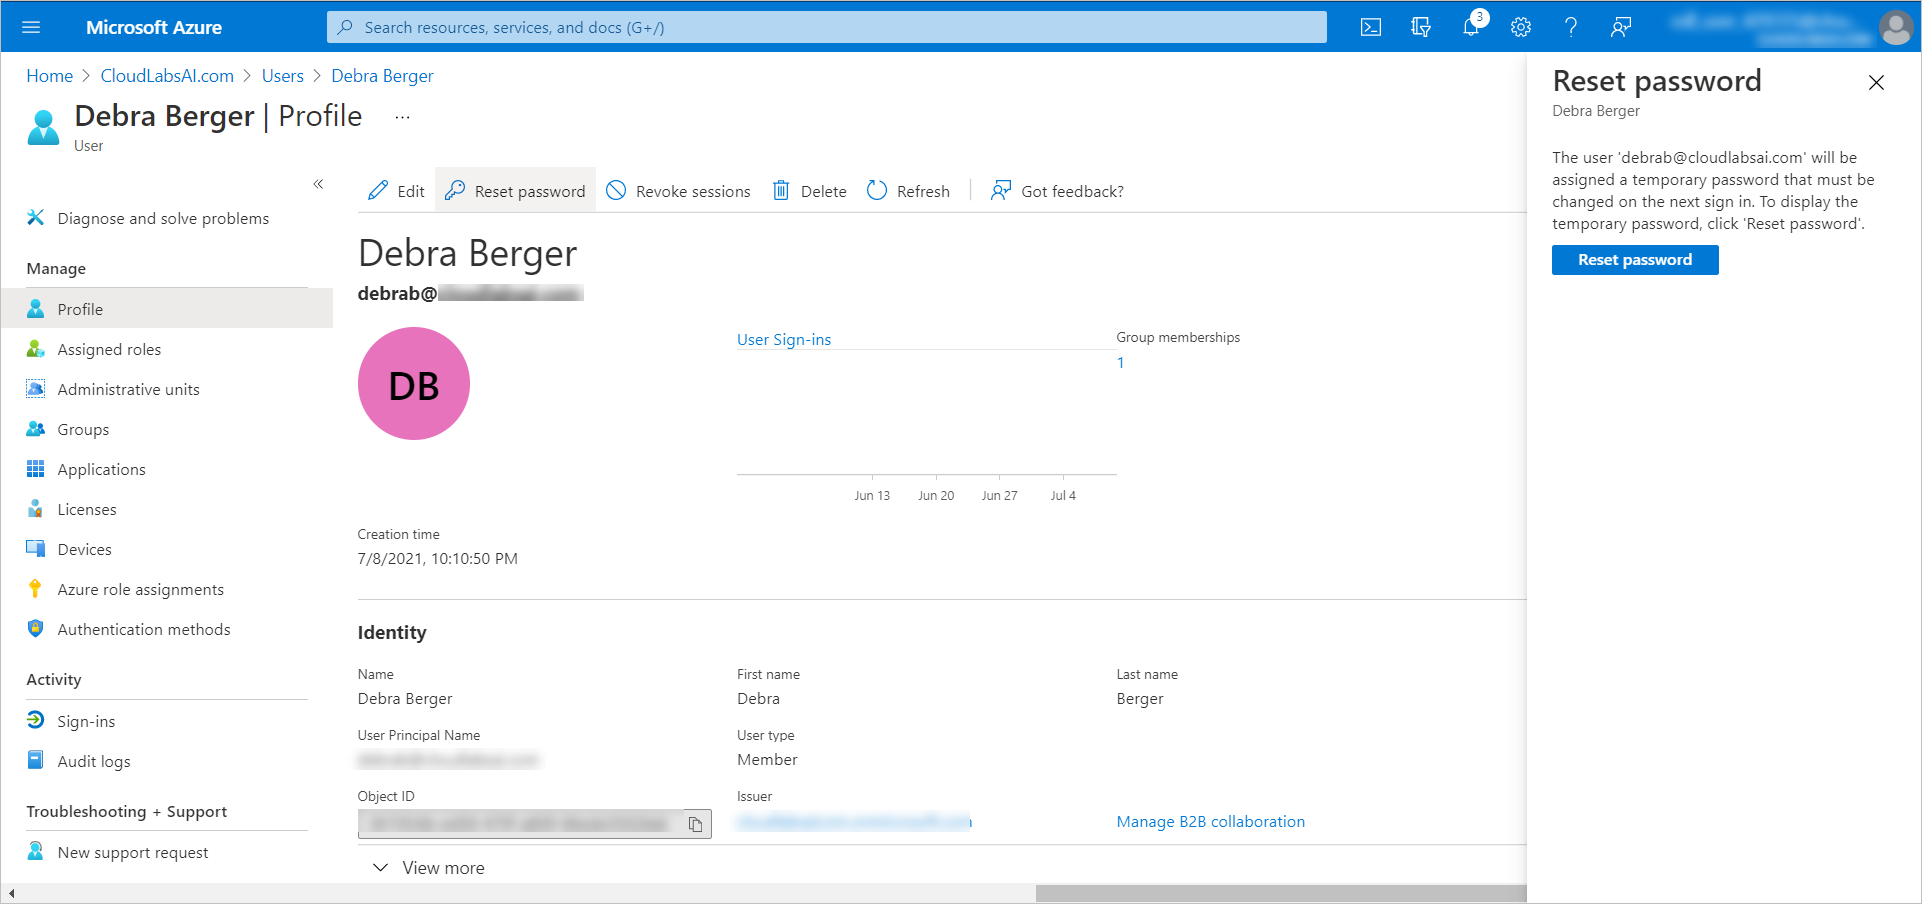 Microsoft Azure
Search resources, services, and docs (G+/)
3
Home > CloudLabsAI.com > Users > Debra Berger
Debra Berger | Profile ...
User
«
Diagnose and solve problems
Manage
Profile
Assigned roles
Administrative units
Groups
Applications
Licenses
Devices
Azure role assignments
Authentication methods
Activity
Sign-ins
Audit logs
Troubleshooting + Support
New support request
Edit
Reset password
Revoke sessions
Delete
Refresh
Got feedback?
Debra Berger
debrab@
DB
User Sign-ins
Jun 13 Jun 20 Jun 27 Jul 4
Group memberships
1
Creation time
7/8/2021, 10:10:50 PM
Identity
Name
Debra Berger
First name
Debra
Last name
Berger
User Principal Name
User type
Member
Object ID
Issuer
Manage B2B collaboration
View more
Reset password
Debra Berger
The user 'debrab@cloudlabsai.com' will be
assigned a temporary password that must be
changed on the next sign in. To display the
temporary password, click 'Reset password'.
Reset password